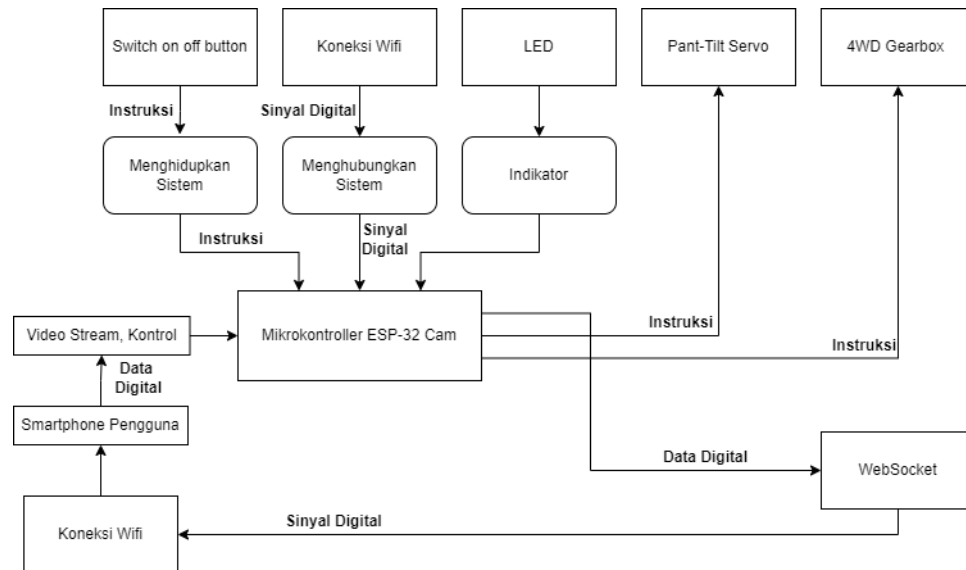 Switch on off button
Koneksi Wifi
LED
Pant-Tilt Servo
4WD Gearbox
Instruksi
Sinyal Digital
Menghidupkan
Sistem
Menghubungkan
Sistem
Indikator
Instruksi
Sinyal
Digital
Mikrokontroller ESP-32 Cam
Video Stream, Kontrol
Instruksi
Instruksi
Data
Digital
Smartphone Pengguna
Data Digital
WebSocket
Sinyal Digital
Koneksi Wifi